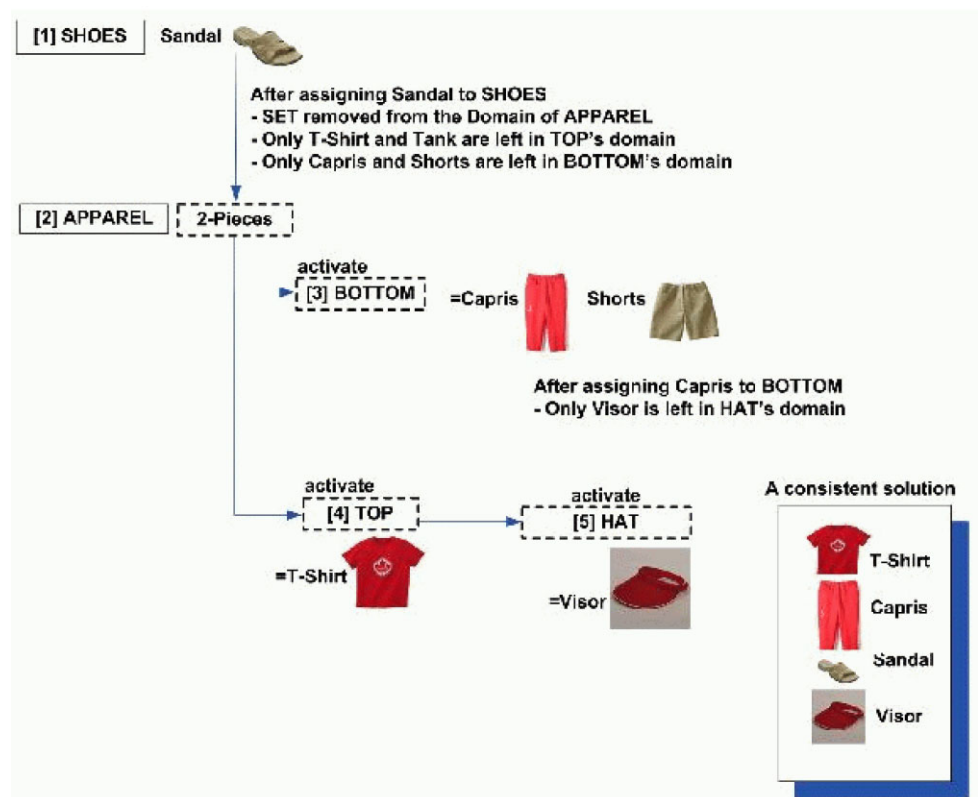 [1] SHOES Sandal
After assigning Sandal to SHOES
- SET removed from the Domain of APPAREL
- Only T-Shirt and Tank are left in TOP's domain
- Only Capris and Shorts are left in BOTTOM's domain
[2] APPAREL 2-Pieces
activate
[3] BOTTOM =Capris Shorts
After assigning Capris to BOTTOM
- Only Visor is left in HAT's domain
activate
[4] TOP
=T-Shirt
activate
[5] HAT
=Visor
A consistent solution
T-Shirt
Capris
Sandal
Visor